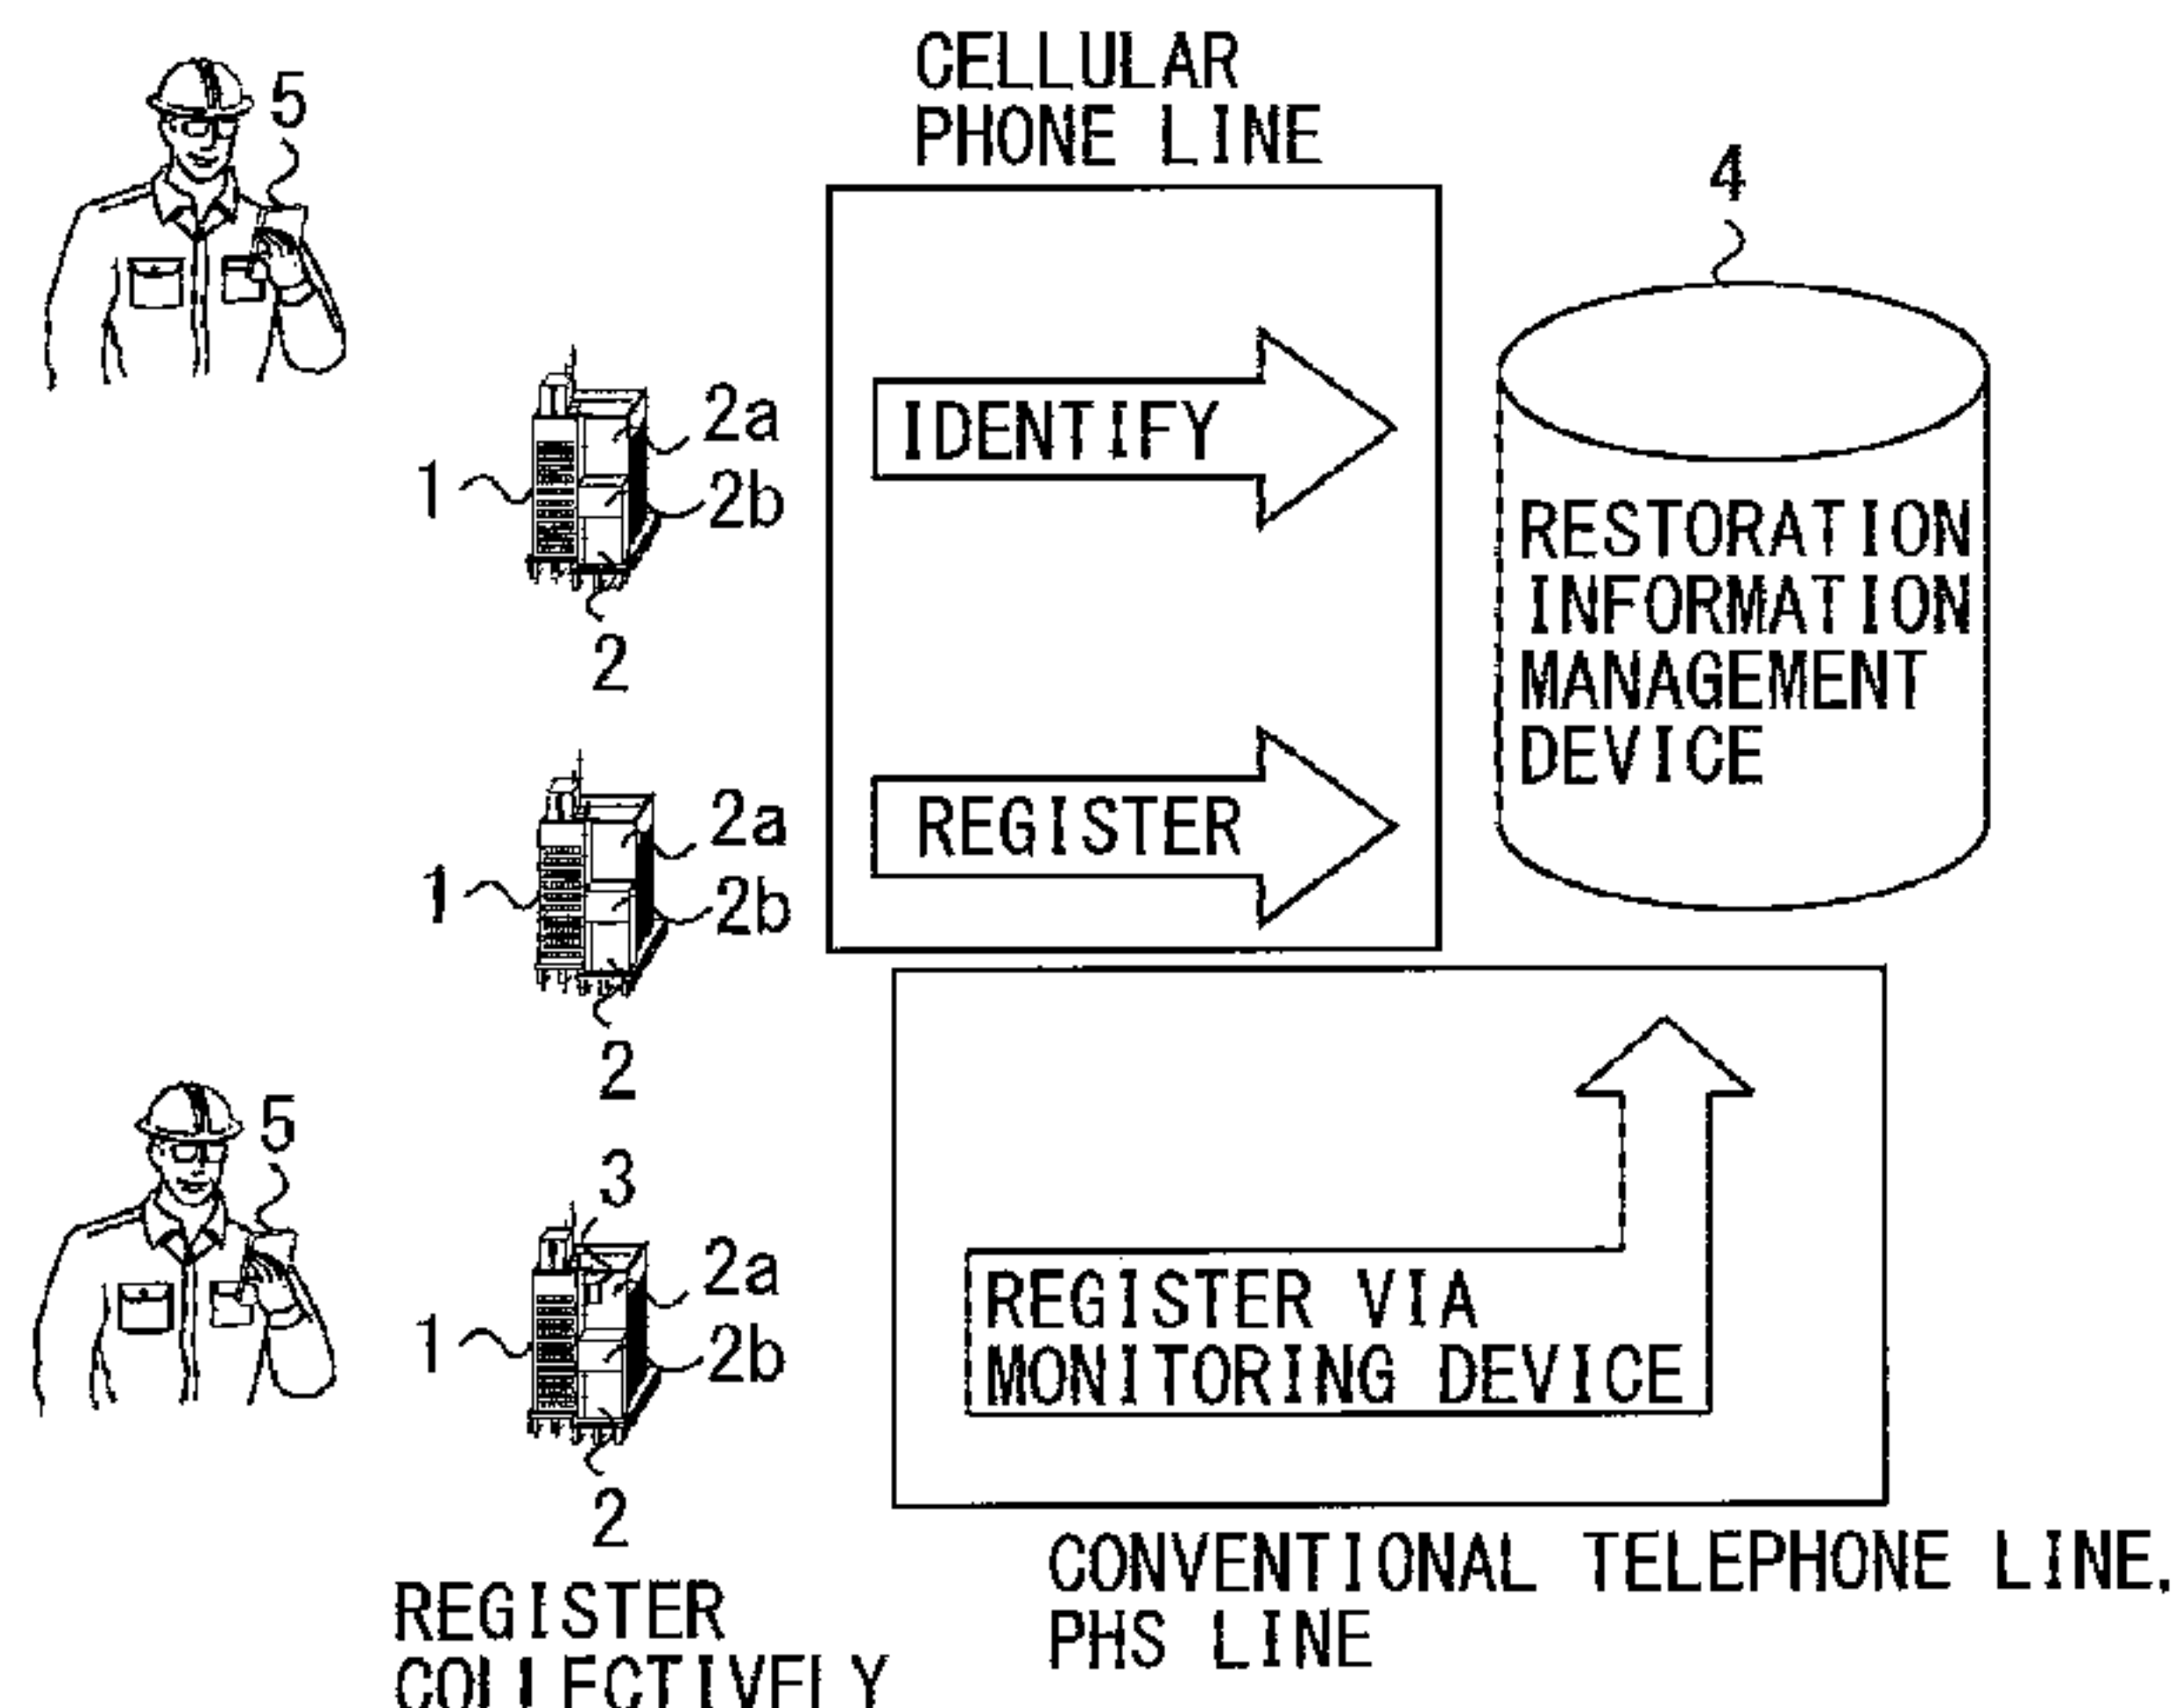 CELLULAR
PHONE LINE
5
4
IDENTIFY
2a
1
2b
2
RESTORATION
INFORMATION
MANAGEMENT
DEVICE
REGISTER
2a
1
2b
2
5
3
2a
1
2b
2
REGISTER VIA
MONITORING DEVICE
CONVENTIONAL TELEPHONE LINE,
PHS LINE
REGISTER
COLLECTIVELY